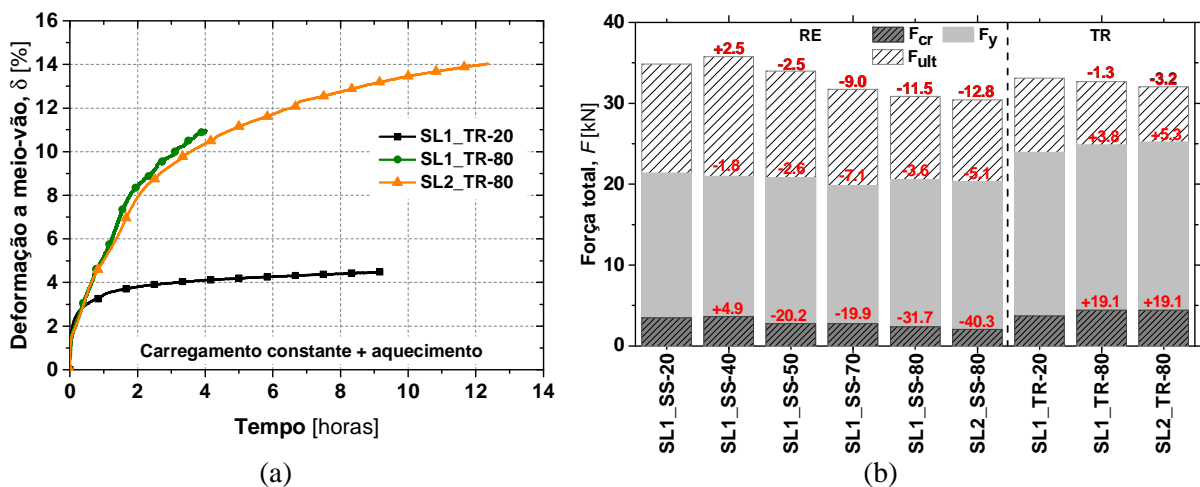 16
14
12
10
8
6
4
2
0
Deformação a meio-vão, δ [%]
SL1_TR-20
SL1_TR-80
SL2_TR-80
Carregamento constante + aquecimento
0 2 4 6 8 10 12 14
Tempo [horas]
(a)
40
30
20
10
0
Força total, F [kN]
RE
TR
F_cr F_y
F_ult
+2.5 -2.5 -9.0 -11.5 -12.8 -1.3 -3.2
-1.8 -2.6 -7.1 -3.6 -5.1 +3.8 +5.3
+4.9 -20.2 -19.9 -31.7 -40.3 +19.1 +19.1
SL1_SS-20
SL1_SS-40
SL1_SS-50
SL1_SS-70
SL1_SS-80
SL2_SS-80
SL1_TR-20
SL1_TR-80
SL2_TR-80
(b)